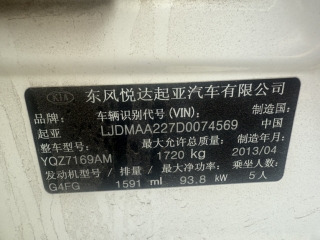 KIA 东风悦达起亚汽车有限公司
品牌: 车辆识别代号(VIN): 制造国:
起亚 LJDMAA227D0074569 中国
整车型号: 最大允许总质量: 制造年月:
YQZ7169AM 1720 kg 2013/04
发动机型号/排量/最大净功率: 乘坐人数:
G4FG 1591 ml 93.8 kW 5人